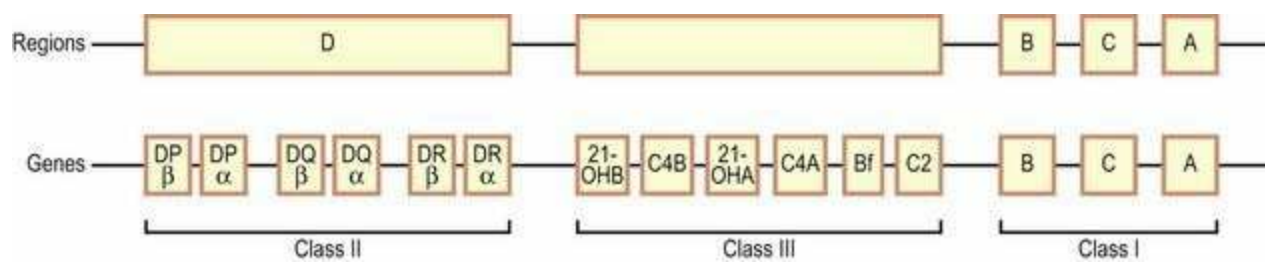 Regions D B C A
Genes DP β DP α DQ β DQ α DR β DR α 21-OHB C4B 21-OHA C4A Bf C2 B C A
Class II Class III Class I